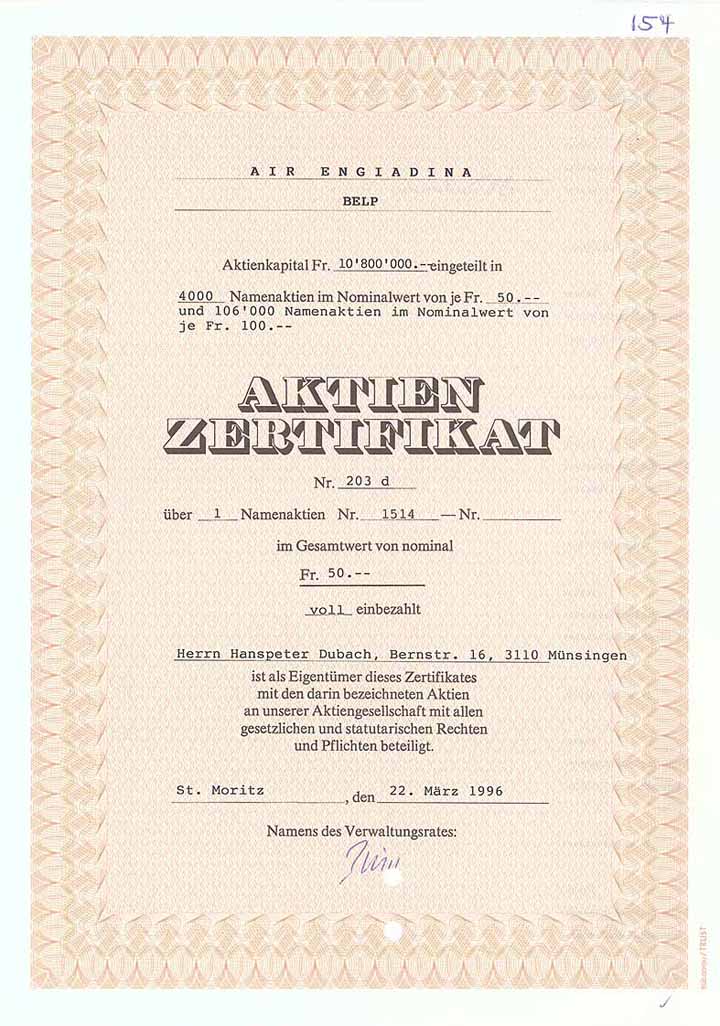 154
AIR ENGIADINA
BELP
Aktienkapital Fr. 10'800'000.-- eingeteilt in
4000 Namenaktien im Nominalwert von je Fr. 50.--
und 106'000 Namenaktien im Nominalwert von
je Fr. 100.--
AKTIEN
ZERTIFIKAT
Nr. 203 d
über 1 Namenaktien Nr. 1514 — Nr.
im Gesamtwert von nominal
Fr. 50.--
voll einbezahlt
Herrn Hanspeter Dubach, Bernstr. 16, 3110 Münsingen
ist als Eigentümer dieses Zertifikates
mit den darin bezeichneten Aktien
an unserer Aktiengesellschaft mit allen
gesetzlichen und statutarischen Rechten
und Pflichten beteiligt.
St. Moritz, den 22. März 1996
Namens des Verwaltungsrates: